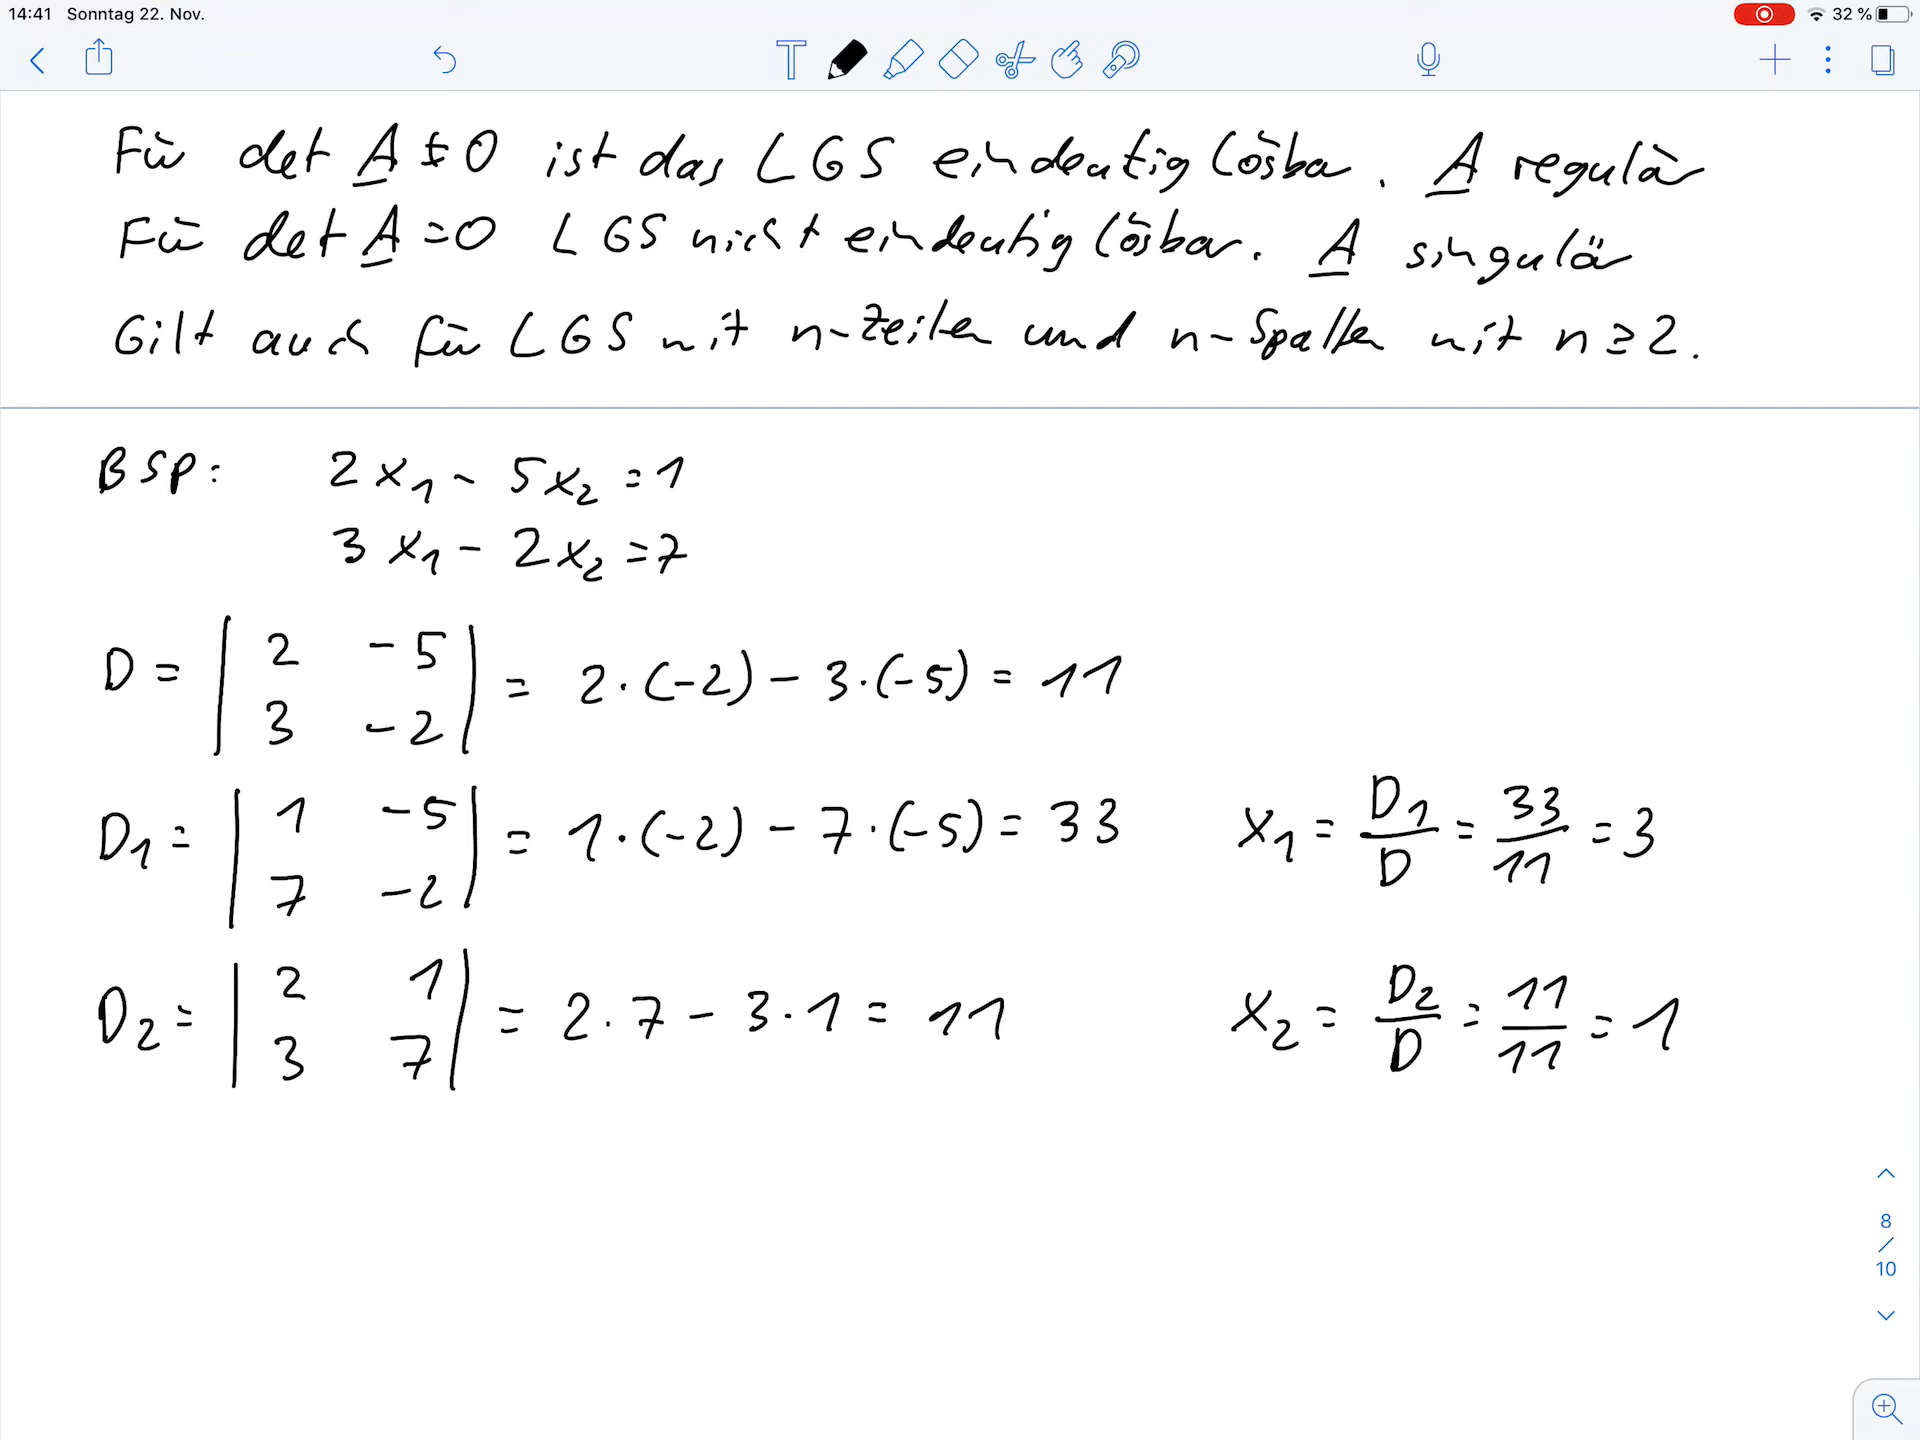 14:41 Sonntag 22. Nov. 32 %
Für det A ≠ 0 ist das LGS eindeutig lösbar. A regulär
Für det A = 0 LGS nicht eindeutig lösbar. A singulär
Gilt auch für LGS mit n-Zeilen und n-Spalten mit n ≥ 2.
BSP: 2x₁ - 5x₂ = 1
3x₁ - 2x₂ = 7
D = | 2 -5 |
| 3 -2 | = 2·(-2) - 3·(-5) = 11
D₁ = | 1 -5 |
| 7 -2 | = 1·(-2) - 7·(-5) = 33 x₁ = D₁/D = 33/11 = 3
D₂ = | 2 1 |
| 3 7 | = 2·7 - 3·1 = 11 x₂ = D₂/D = 11/11 = 1
8
/
10